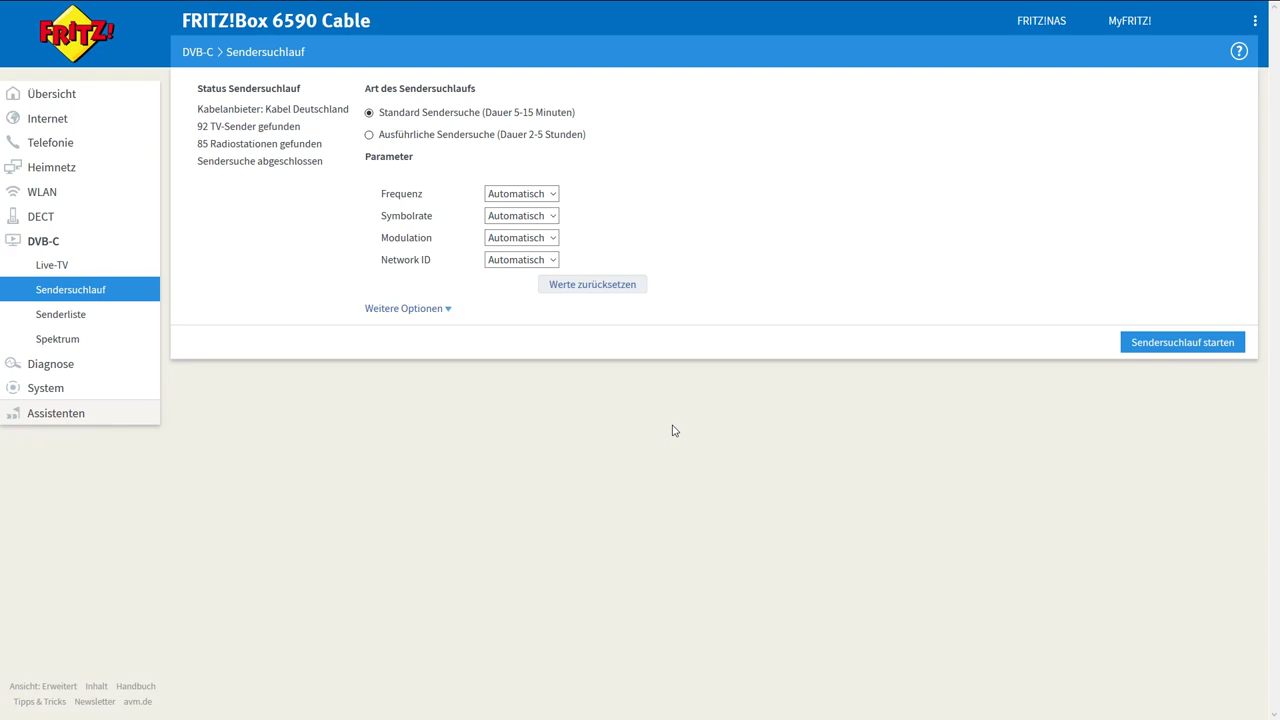 FRITZ!
FRITZ!Box 6590 Cable
FRITZ!NAS
MyFRITZ!
DVB-C > Sendersuchlauf
?
Übersicht
Internet
Telefonie
Heimnetz
WLAN
DECT
DVB-C
Live-TV
Sendersuchlauf
Senderliste
Spektrum
Diagnose
System
Assistenten
Status Sendersuchlauf
Kabelanbieter: Kabel Deutschland
92 TV-Sender gefunden
85 Radiostationen gefunden
Sendersuche abgeschlossen
Art des Sendersuchlaufs
Standard Sendersuche (Dauer 5-15 Minuten)
Ausführliche Sendersuche (Dauer 2-5 Stunden)
Parameter
Frequenz Automatisch
Symbolrate Automatisch
Modulation Automatisch
Network ID Automatisch
Werte zurücksetzen
Weitere Optionen
Sendersuchlauf starten
Ansicht: Erweitert Inhalt Handbuch
Tipps & Tricks Newsletter avm.de